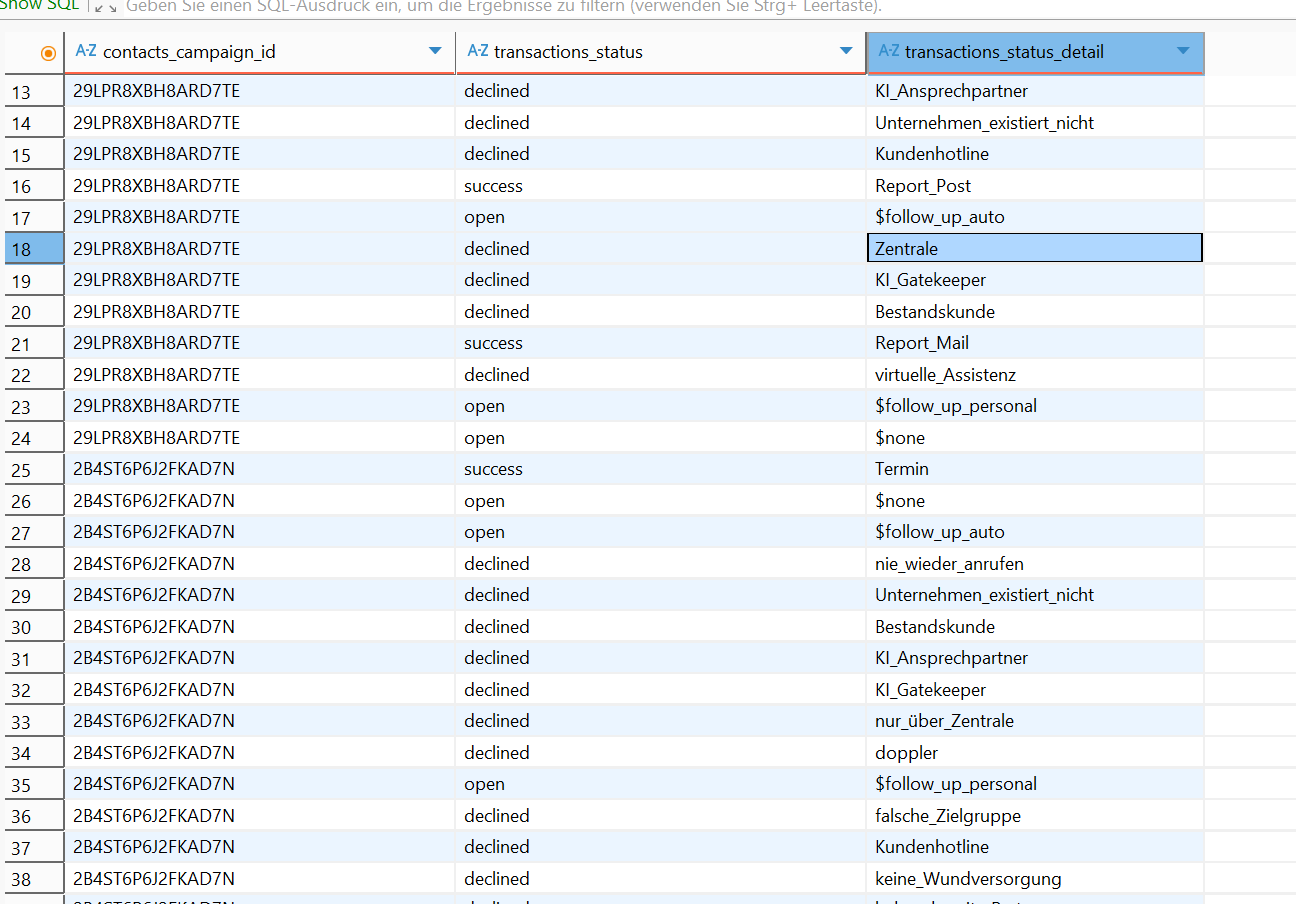 Show SQL Geben Sie einen SQL-Ausdruck ein, um die Ergebnisse zu filtern (verwenden Sie Strg+ Leertaste).
A-Z contacts_campaign_id A-Z transactions_status A-Z transactions_status_detail
13 29LPR8XBH8ARD7TE declined KI_Ansprechpartner
14 29LPR8XBH8ARD7TE declined Unternehmen_existiert_nicht
15 29LPR8XBH8ARD7TE declined Kundenhotline
16 29LPR8XBH8ARD7TE success Report_Post
17 29LPR8XBH8ARD7TE open $follow_up_auto
18 29LPR8XBH8ARD7TE declined Zentrale
19 29LPR8XBH8ARD7TE declined KI_Gatekeeper
20 29LPR8XBH8ARD7TE declined Bestandskunde
21 29LPR8XBH8ARD7TE success Report_Mail
22 29LPR8XBH8ARD7TE declined virtuelle_Assistenz
23 29LPR8XBH8ARD7TE open $follow_up_personal
24 29LPR8XBH8ARD7TE open $none
25 2B4ST6P6J2FKAD7N success Termin
26 2B4ST6P6J2FKAD7N open $none
27 2B4ST6P6J2FKAD7N open $follow_up_auto
28 2B4ST6P6J2FKAD7N declined nie_wieder_anrufen
29 2B4ST6P6J2FKAD7N declined Unternehmen_existiert_nicht
30 2B4ST6P6J2FKAD7N declined Bestandskunde
31 2B4ST6P6J2FKAD7N declined KI_Ansprechpartner
32 2B4ST6P6J2FKAD7N declined KI_Gatekeeper
33 2B4ST6P6J2FKAD7N declined nur_über_Zentrale
34 2B4ST6P6J2FKAD7N declined doppler
35 2B4ST6P6J2FKAD7N open $follow_up_personal
36 2B4ST6P6J2FKAD7N declined falsche_Zielgruppe
37 2B4ST6P6J2FKAD7N declined Kundenhotline
38 2B4ST6P6J2FKAD7N declined keine_Wundversorgung